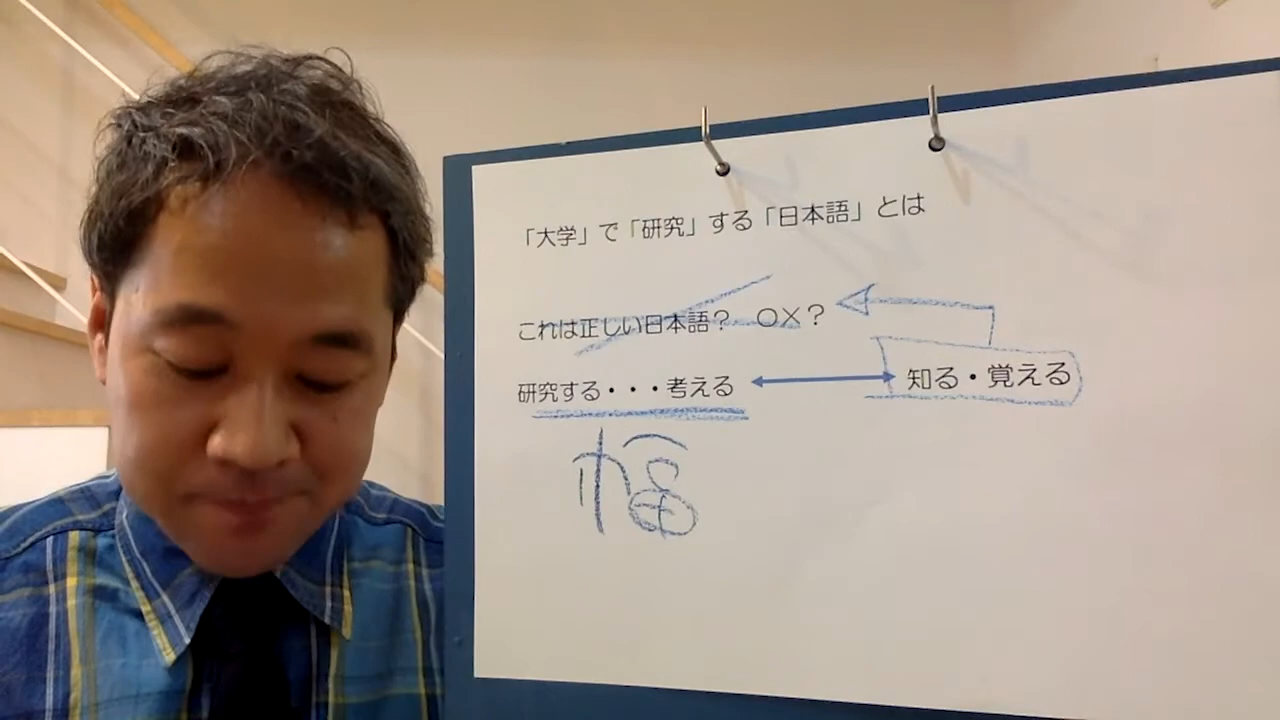 「大学」で「研究」する「日本語」とは
これは正しい日本語？　○×？
研究する・・・考える
知る・覚える
幅